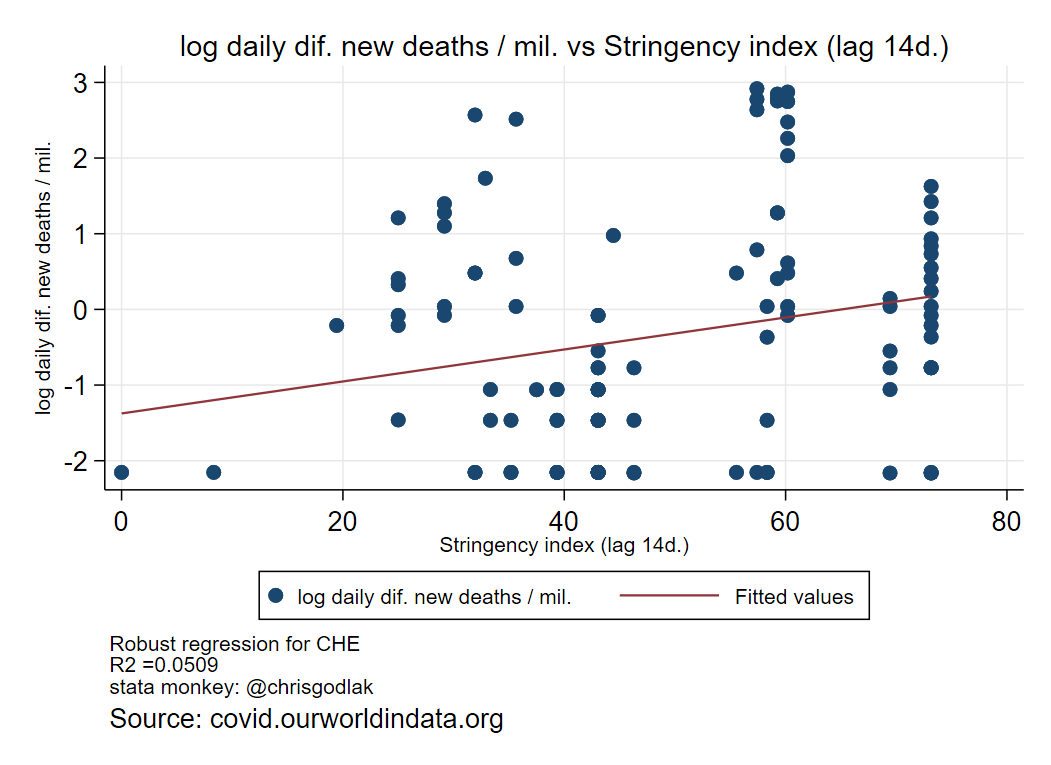 log daily dif. new deaths / mil. vs Stringency index (lag 14d.)
log daily dif. new deaths / mil.
3
2
1
0
-1
-2
0 20 40 60 80
Stringency index (lag 14d.)
log daily dif. new deaths / mil. Fitted values
Robust regression for CHE
R2 =0.0509
stata monkey: @chrisgodlak
Source: covid.ourworldindata.org